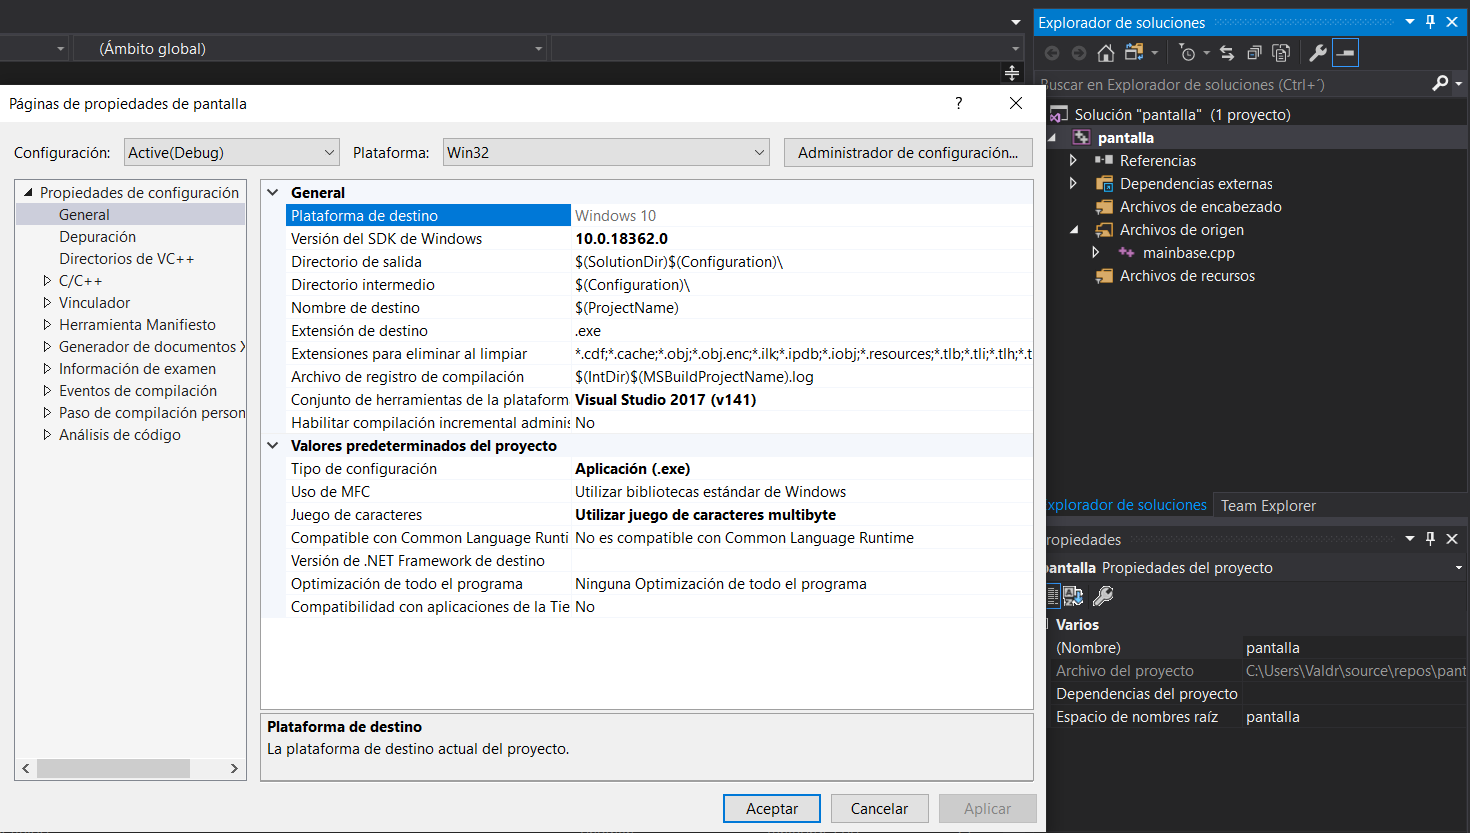 (Ámbito global)
Páginas de propiedades de pantalla
?
Configuración:
Active(Debug)
Plataforma:
Win32
Administrador de configuración...
Propiedades de configuración
General
Depuración
Directorios de VC++
C/C++
Vinculador
Herramienta Manifiesto
Generador de documentos X
Información de examen
Eventos de compilación
Paso de compilación person
Análisis de código
General
Plataforma de destino Windows 10
Versión del SDK de Windows 10.0.18362.0
Directorio de salida $(SolutionDir)$(Configuration)\
Directorio intermedio $(Configuration)\
Nombre de destino $(ProjectName)
Extensión de destino .exe
Extensiones para eliminar al limpiar *.cdf;*.cache;*.obj;*.obj.enc;*.ilk;*.ipdb;*.iobj;*.resources;*.tlb;*.tli;*.tlh;*.t
Archivo de registro de compilación $(IntDir)$(MSBuildProjectName).log
Conjunto de herramientas de la plataform Visual Studio 2017 (v141)
Habilitar compilación incremental adminis No
Valores predeterminados del proyecto
Tipo de configuración Aplicación (.exe)
Uso de MFC Utilizar bibliotecas estándar de Windows
Juego de caracteres Utilizar juego de caracteres multibyte
Compatible con Common Language Runti No es compatible con Common Language Runtime
Versión de .NET Framework de destino
Optimización de todo el programa Ninguna Optimización de todo el programa
Compatibilidad con aplicaciones de la Tie No
Plataforma de destino
La plataforma de destino actual del proyecto.
Aceptar
Cancelar
Aplicar
Explorador de soluciones
Buscar en Explorador de soluciones (Ctrl+´)
Solución "pantalla" (1 proyecto)
pantalla
Referencias
Dependencias externas
Archivos de encabezado
Archivos de origen
mainbase.cpp
Archivos de recursos
xplorador de soluciones
Team Explorer
ropiedades
pantalla Propiedades del proyecto
Varios
(Nombre) pantalla
Archivo del proyecto C:\Users\Valdr\source\repos\pant
Dependencias del proyecto
Espacio de nombres raíz pantalla